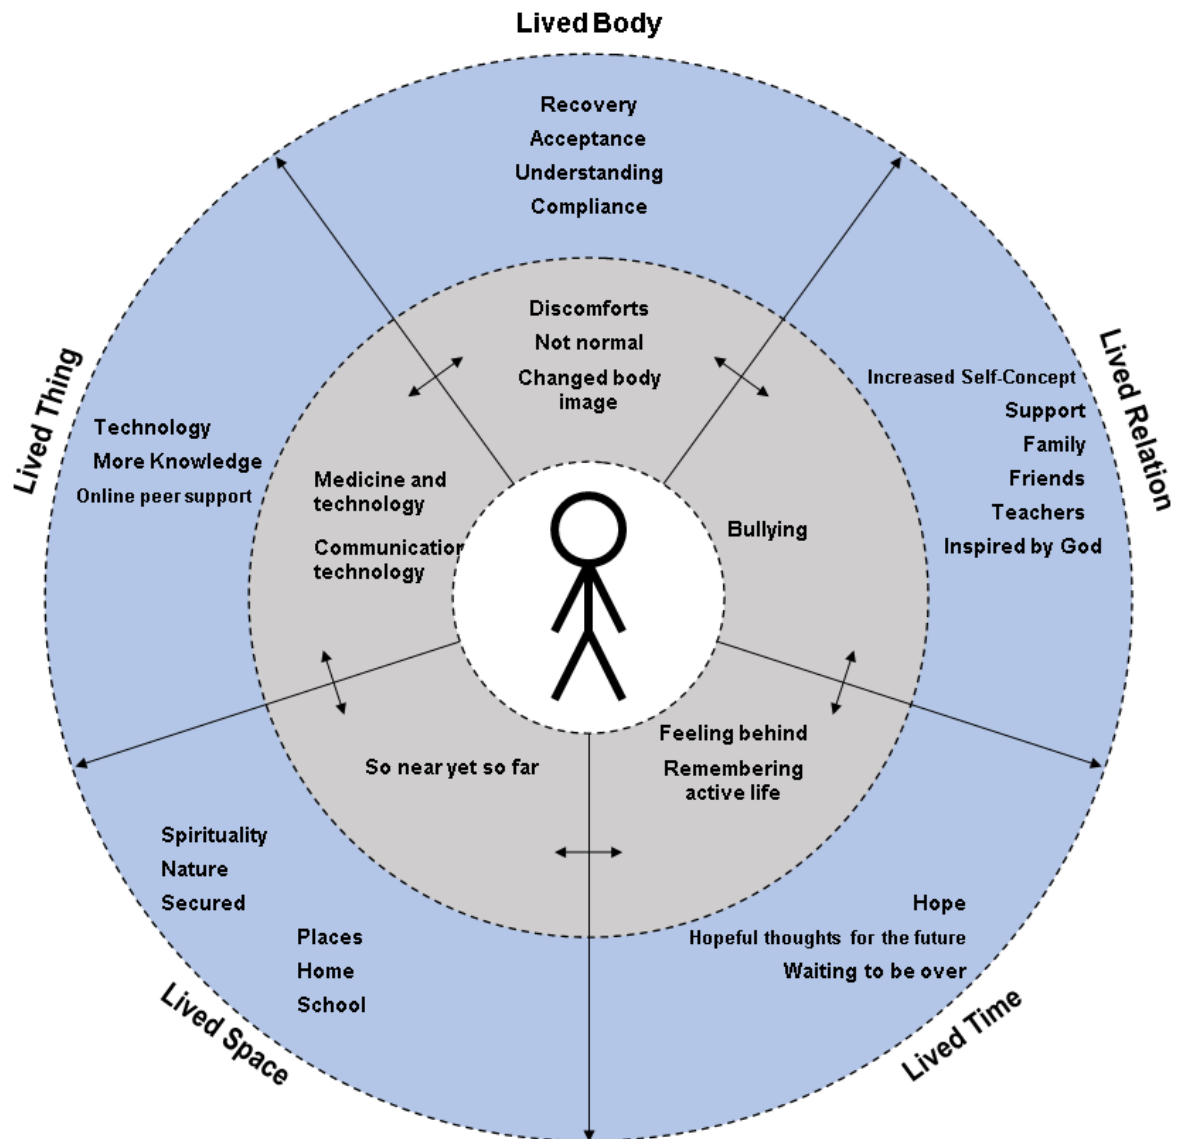 Lived Body
Recovery
Acceptance
Understanding
Compliance
Discomforts
Not normal
Changed body
image
Lived Thing
Technology
More Knowledge
Online peer support
Medicine and
technology
Communication
technology
Lived Relation
Increased Self-Concept
Support
Family
Friends
Teachers
Inspired by God
Bullying
Feeling behind
Remembering
active life
So near yet so far
Spirituality
Nature
Secured
Places
Home
School
Lived Space
Hope
Hopeful thoughts for the future
Waiting to be over
Lived Time